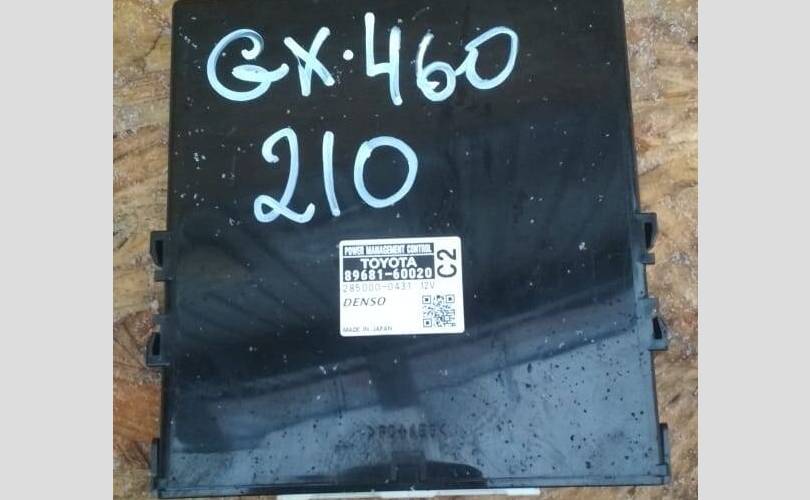 GX·460
210
POWER MANAGEMENT CONTROL
TOYOTA
89681-60020
C2
285000-0431 12V
DENSO
MADE IN JAPAN